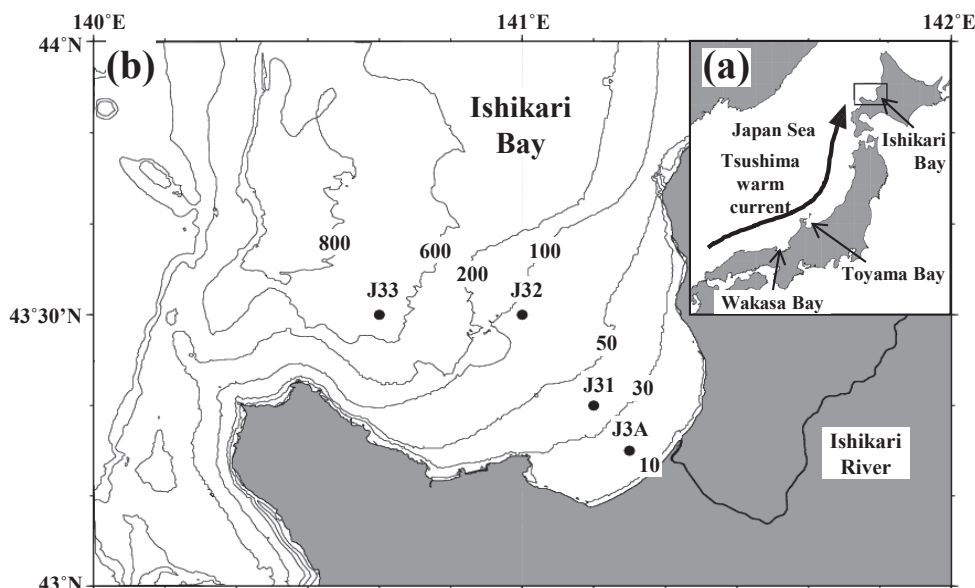 140°E
141°E
142°E
44°N
(b)
Ishikari
Bay
(a)
Japan Sea
Tsushima
warm
current
Ishikari
Bay
Toyama Bay
Wakasa Bay
800
600
200
100
J33
J32
43°30'N
50
J31
30
J3A
10
Ishikari
River
43°N